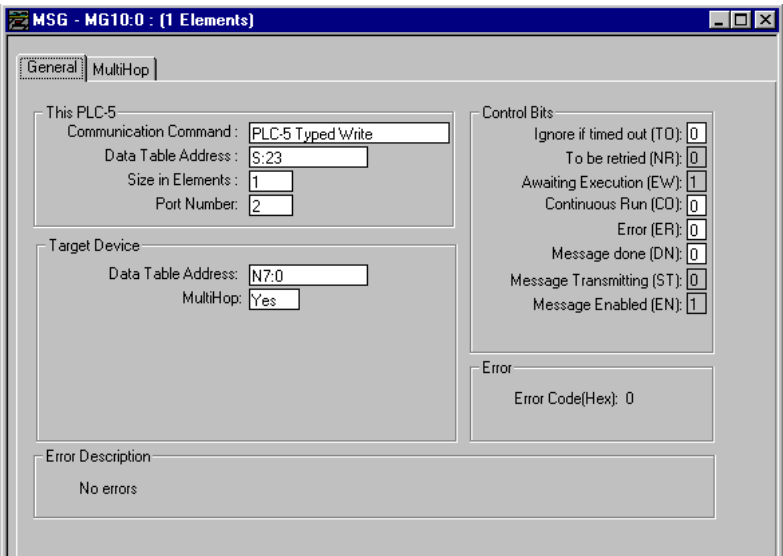 MSG - MG10:0 : (1 Elements)
General MultiHop
This PLC-5
Communication Command : PLC-5 Typed Write
Data Table Address : S:23
Size in Elements : 1
Port Number: 2
Target Device
Data Table Address: N7:0
MultiHop: Yes
Control Bits
Ignore if timed out (TO): 0
To be retried (NR): 0
Awaiting Execution (EW): 1
Continuous Run (CO): 0
Error (ER): 0
Message done (DN): 0
Message Transmitting (ST): 0
Message Enabled (EN): 1
Error
Error Code(Hex): 0
Error Description
No errors